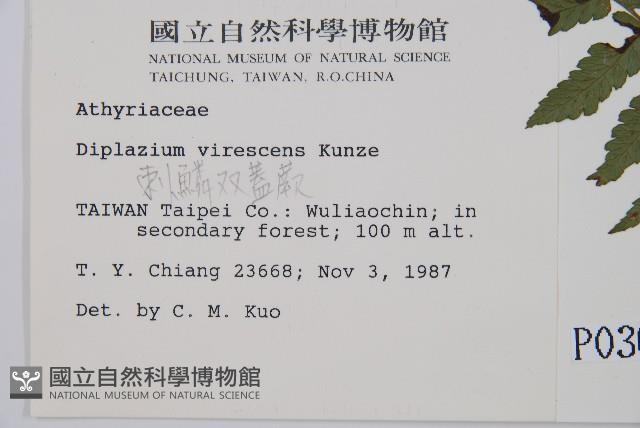 國立自然科學博物館
NATIONAL MUSEUM OF NATURAL SCIENCE
TAICHUNG, TAIWAN, R.O.CHINA
Athyriaceae
Diplazium virescens Kunze
刺鱗双蓋蕨
TAIWAN Taipei Co.: Wuliaochin; in
secondary forest; 100 m alt.
T. Y. Chiang 23668; Nov 3, 1987
Det. by C. M. Kuo
國立自然科學博物館
NATIONAL MUSEUM OF NATURAL SCIENCE